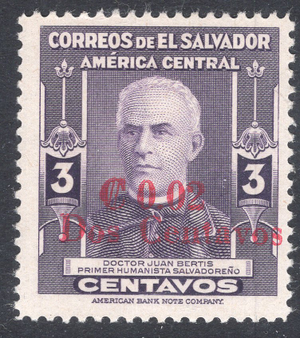 CORREOS DE EL SALVADOR
AMÉRICA CENTRAL
3 3
₡ 0.02
Dos Centavos
DOCTOR JUAN BERTIS
PRIMER HUMANISTA SALVADOREÑO
CENTAVOS
AMERICAN BANK NOTE COMPANY.